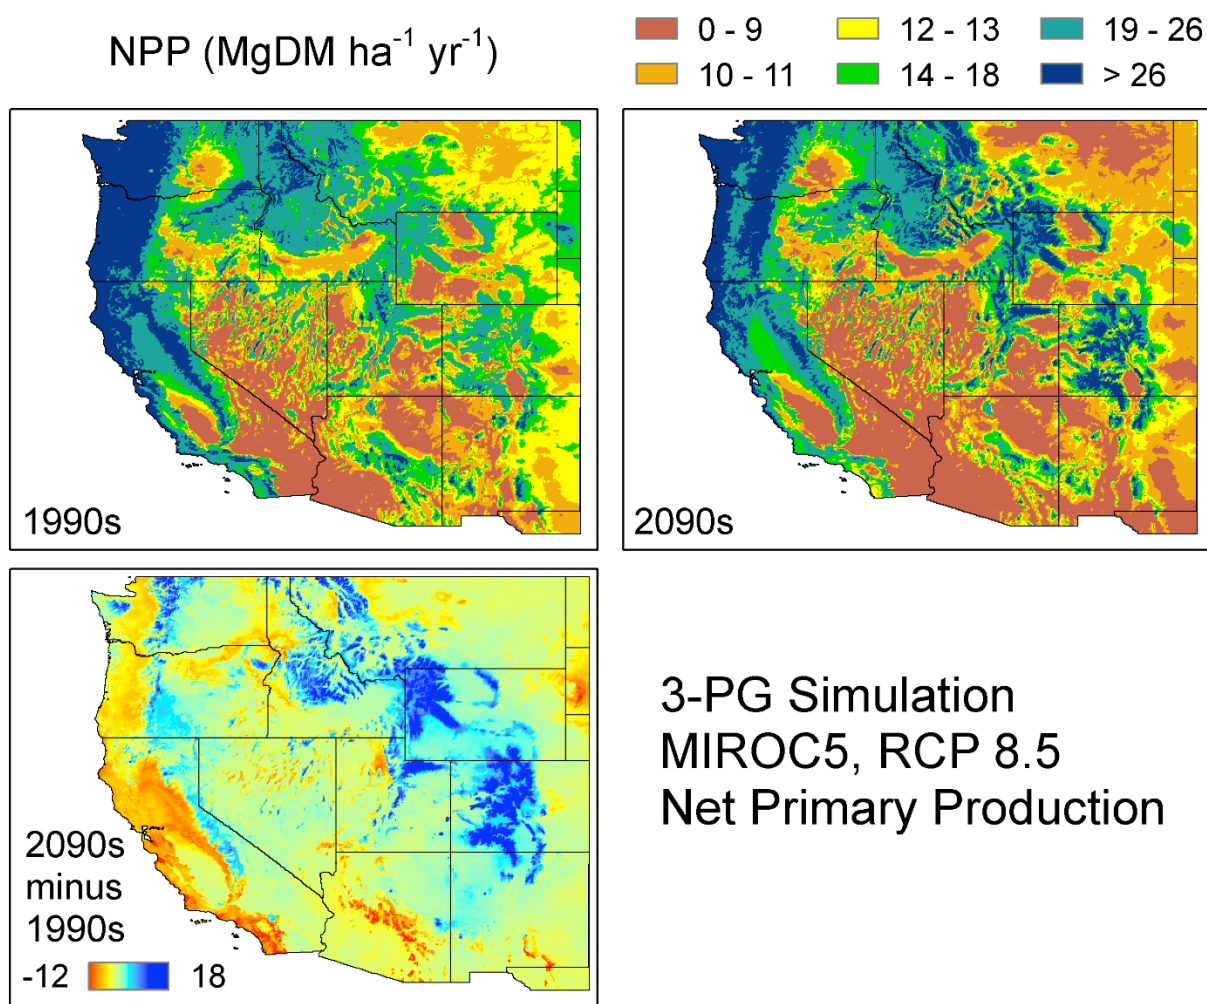 NPP (MgDM ha⁻¹ yr⁻¹)
0 - 9
12 - 13
19 - 26
10 - 11
14 - 18
> 26
1990s
2090s
2090s
minus
1990s
-12
18
3-PG Simulation
MIROC5, RCP 8.5
Net Primary Production